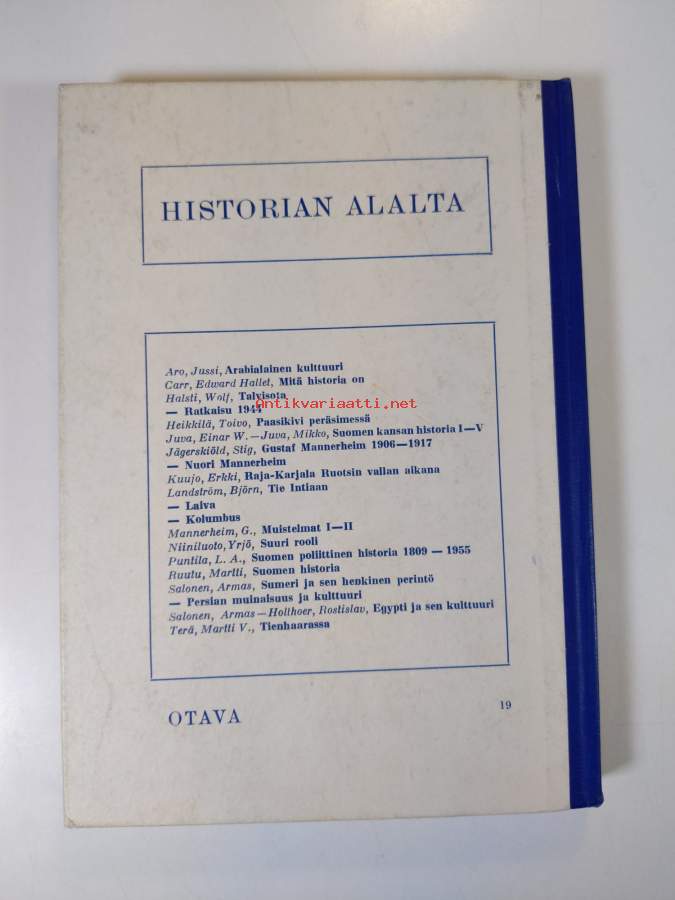 HISTORIAN ALALTA
Aro, Jussi, Arabialainen kulttuuri
Carr, Edward Hallet, Mitä historia on
Halsti, Wolf, Talvisota
Antikvariaatti.net
— Ratkaisu 1944
Heikkilä, Toivo, Paasikivi peräsimessä
Juva, Einar W. — Juva, Mikko, Suomen kansan historia I—V
Jägerskiöld, Stig, Gustaf Mannerheim 1906—1917
— Nuori Mannerheim
Kuujo, Erkki, Raja-Karjala Ruotsin vallan aikana
Landström, Björn, Tie Intiaan
— Laiva
— Kolumbus
Mannerheim, G., Muistelmat I—II
Niiniluoto, Yrjö, Suuri rooli
Puntila, L. A., Suomen poliittinen historia 1809 — 1955
Ruutu, Martti, Suomen historia
Salonen, Armas, Sumeri ja sen henkinen perintö
— Persian muinaisuus ja kulttuuri
Salonen, Armas — Holthoer, Rostislav, Egypti ja sen kulttuuri
Terä, Martti V., Tienhaarassa
OTAVA
19